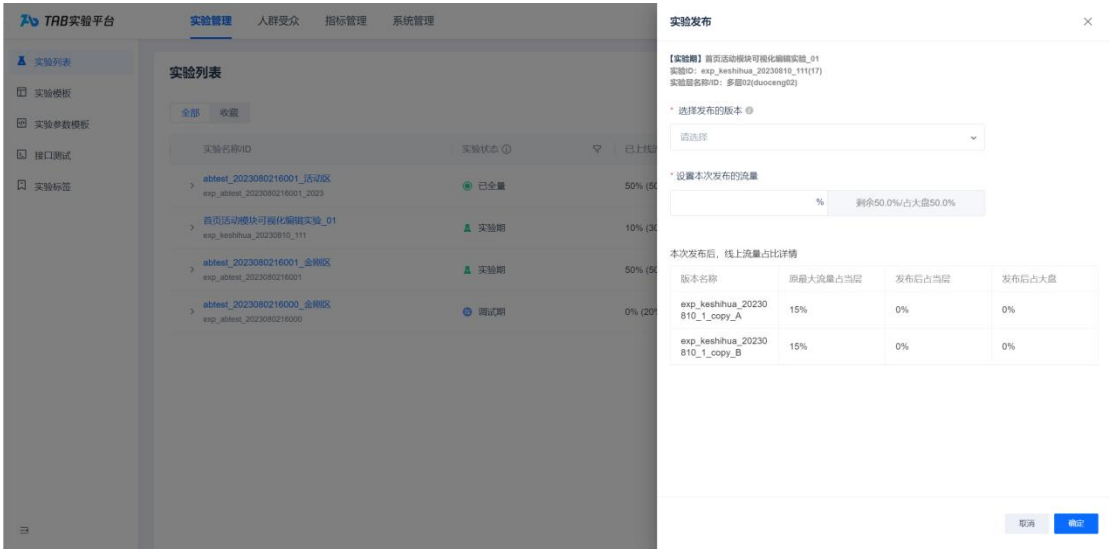 TAB实验平台
实验管理 人群受众 指标管理 系统管理
实验列表
实验模板
实验参数模板
接口测试
实验标签
实验列表
全部 收藏
实验名称/ID 实验状态 已上线
abtest_2023080216001_活动区
exp_abtest_2023080216001_2023
已全量
50% (50
首页活动模块可视化编辑实验_01
exp_keshihua_20230810_111
实验期
10% (30
abtest_2023080216001_金刚区
exp_abtest_2023080216001
实验期
50% (50
abtest_2023080216000_金刚区
exp_abtest_2023080216000
调试期
0% (20%
实验发布
【实验期】首页活动模块可视化编辑实验_01
实验ID：exp_keshihua_20230810_111(17)
实验层名称/ID：多层02(duoceng02)
* 选择发布的版本
请选择
* 设置本次发布的流量
% 剩余50.0%/占大盘50.0%
本次发布后，线上流量占比详情
版本名称 原最大流量占当层 发布后占当层 发布后占大盘
exp_keshihua_20230
810_1_copy_A
15% 0% 0%
exp_keshihua_20230
810_1_copy_B
15% 0% 0%
取消 确定